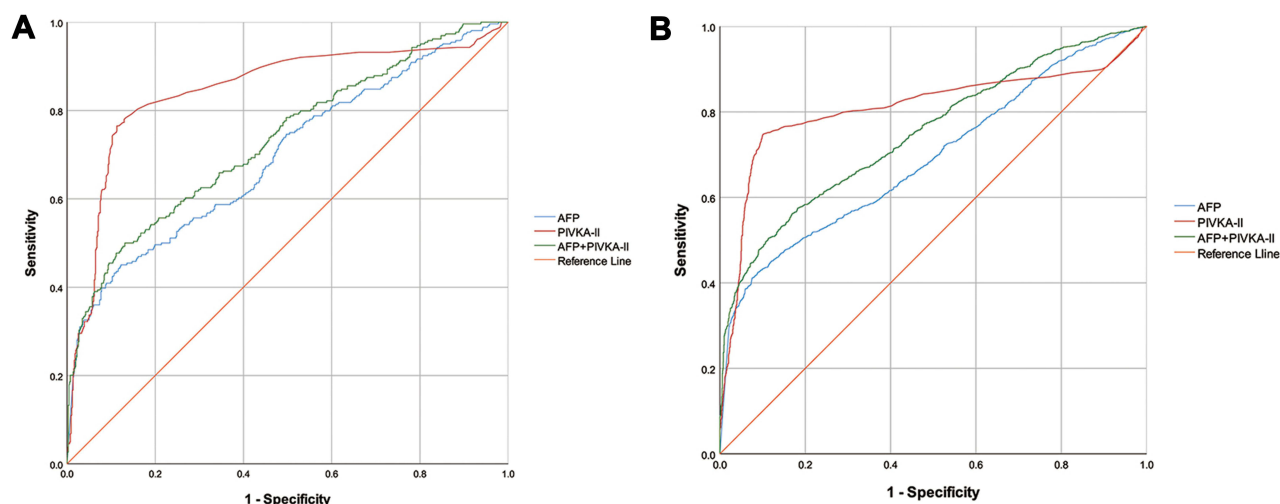 A
1.0
0.8
0.6
0.4
0.2
0.0
0.0 0.2 0.4 0.6 0.8 1.0
Sensitivity
1 - Specificity
AFP
PIVKA-II
AFP+PIVKA-II
Reference Line
B
1.0
0.8
0.6
0.4
0.2
0.0
0.0 0.2 0.4 0.6 0.8 1.0
Sensitivity
1 - Specificity
AFP
PIVKA-II
AFP+PIVKA-II
Reference Lline